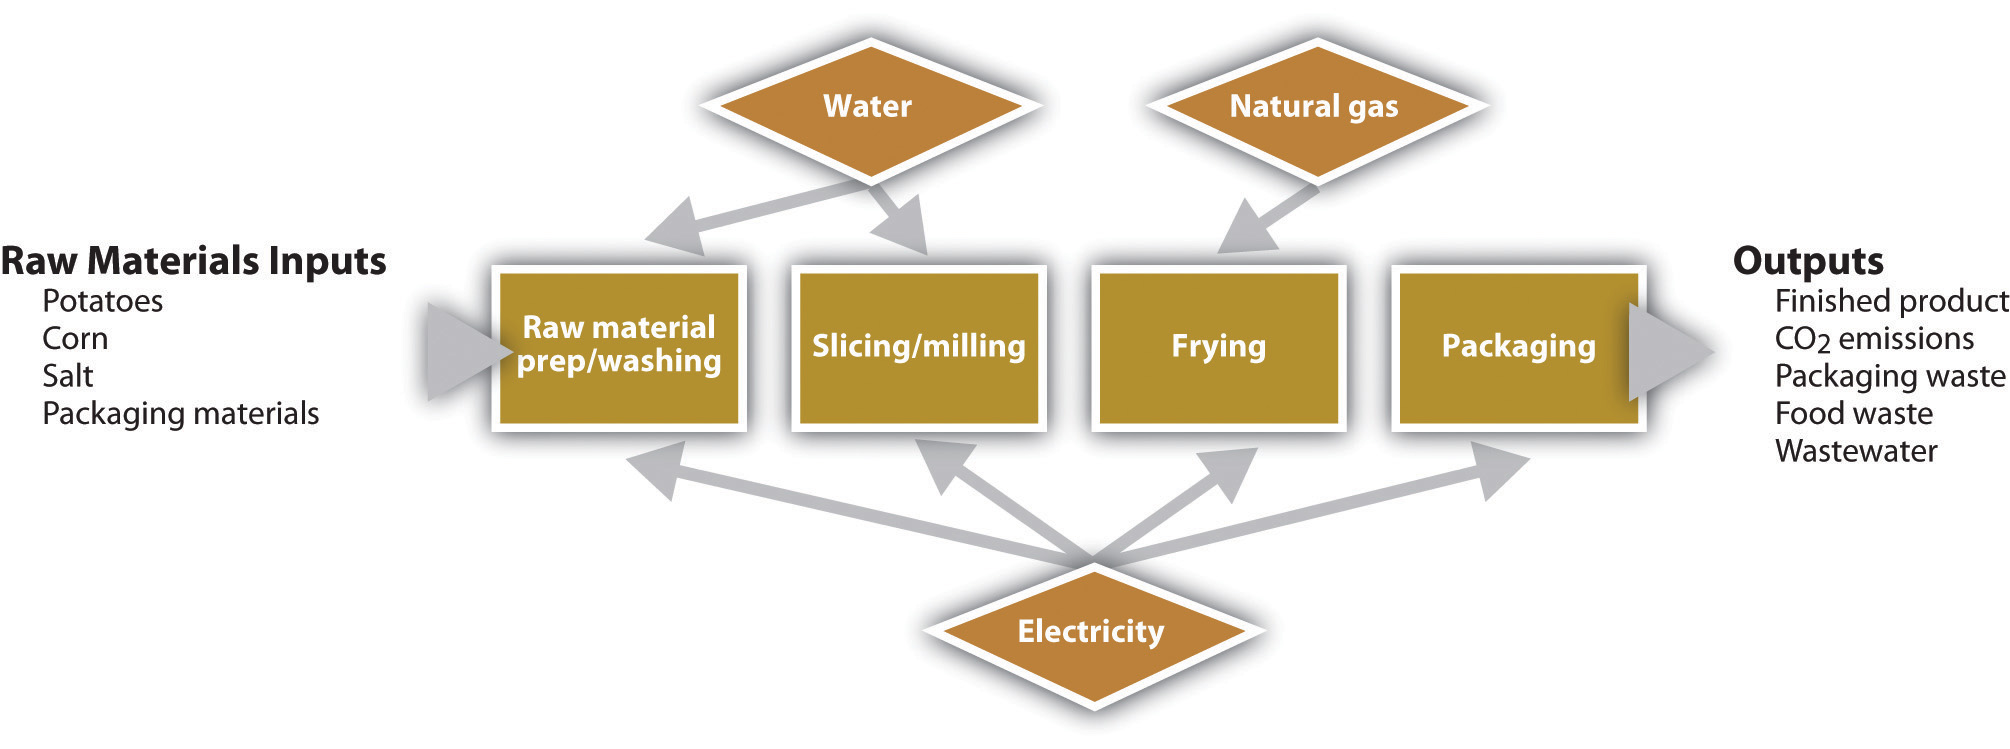 Water
Natural gas
Raw Materials Inputs
Potatoes
Corn
Salt
Packaging materials
Raw material
prep/washing
Slicing/milling
Frying
Packaging
Outputs
Finished product
CO₂ emissions
Packaging waste
Food waste
Wastewater
Electricity